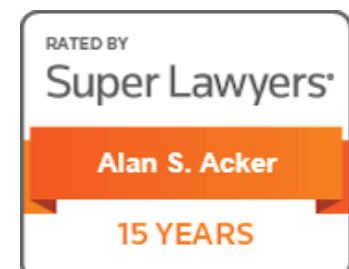 RATED BY
Super Lawyers®
Alan S. Acker
15 YEARS